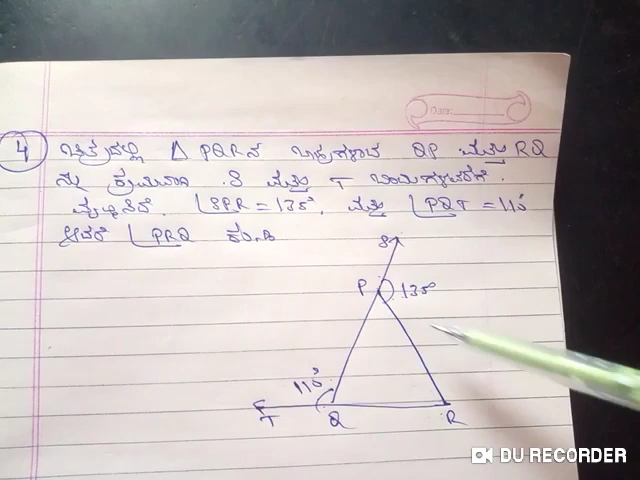 4 ಚಿತ್ರದಲ್ಲಿ Δ PQR ನ ಬಾಹುಗಳಾದ QP ಮತ್ತು RQ
ನ್ನು ಕ್ರಮವಾಗಿ S ಮತ್ತು T ಬಿಂದುಗಳವರೆಗೆ
∠SPR = 135°, ಮತ್ತು ∠PQT = 110°
ಆದರೆ ∠PRQ ಕಂ.ಹಿ
S
P 135°
110°
T Q R
DU RECORDER